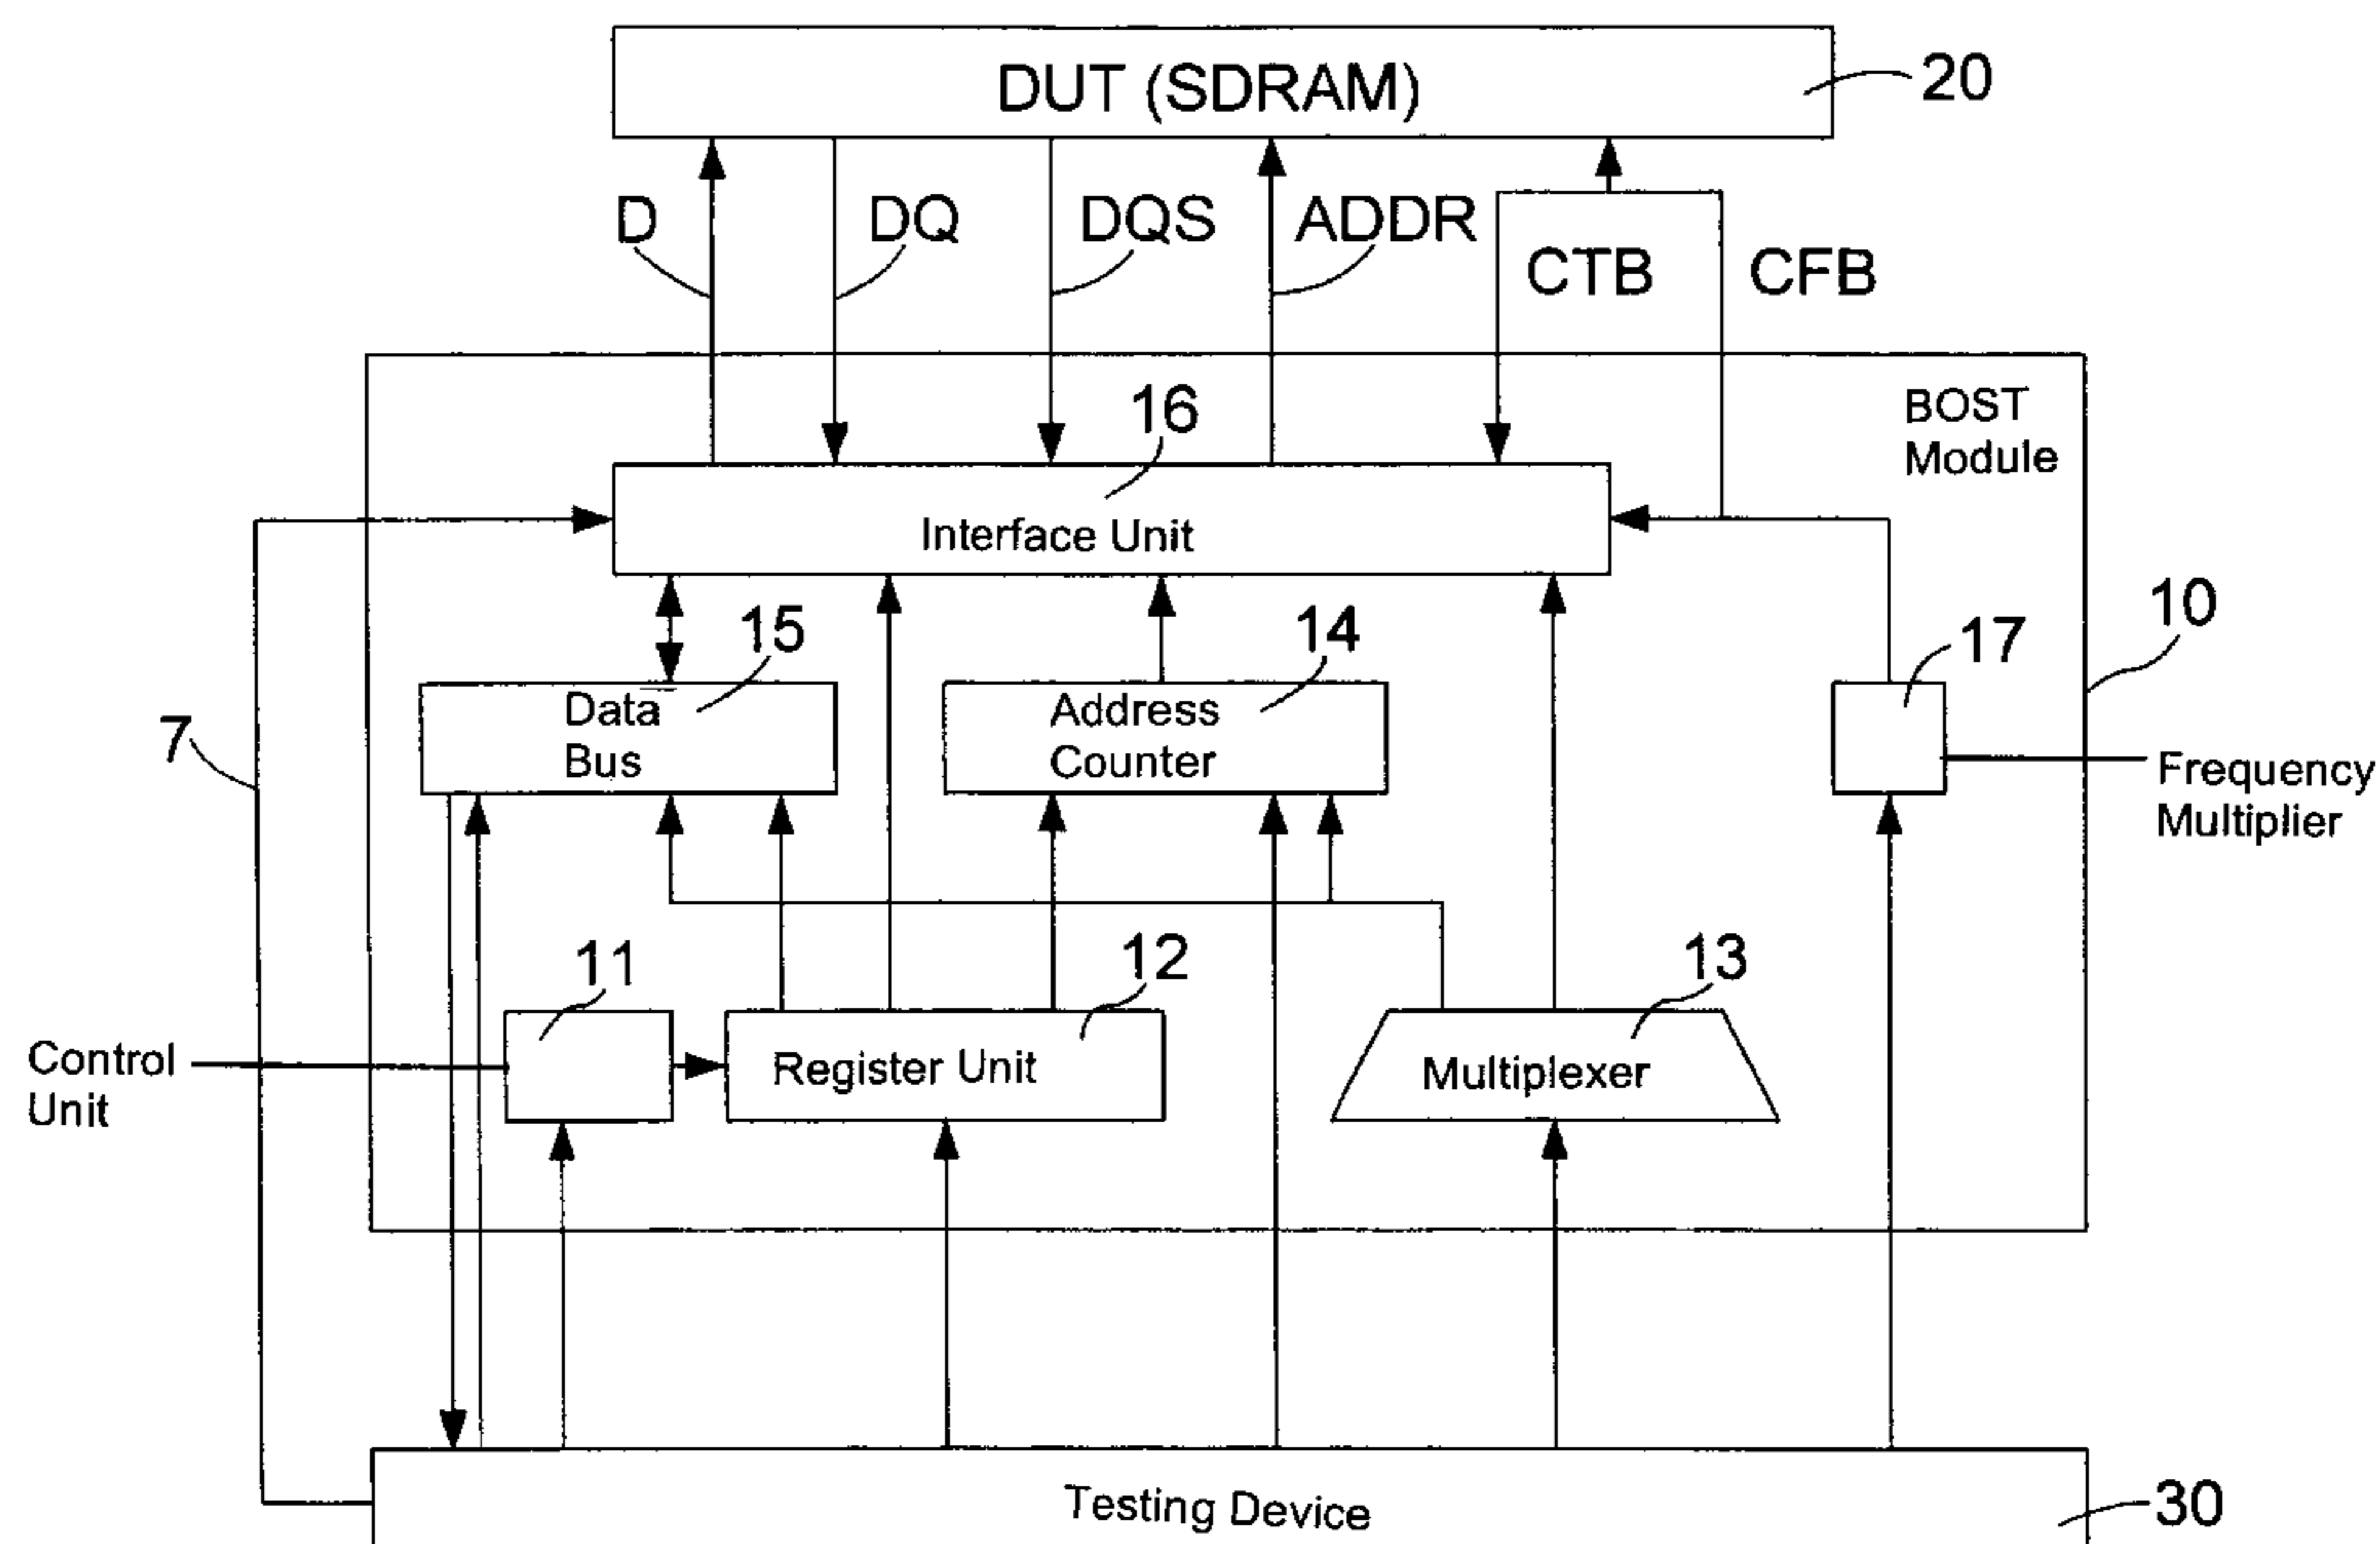 DUT (SDRAM)
20
D
DQ
DQS
ADDR
CTB
CFB
BOST
Module
16
Interface Unit
10
15
14
17
7
Data
Bus
Address
Counter
Frequency
Multiplier
11
12
13
Control
Unit
Register Unit
Multiplexer
Testing Device
30